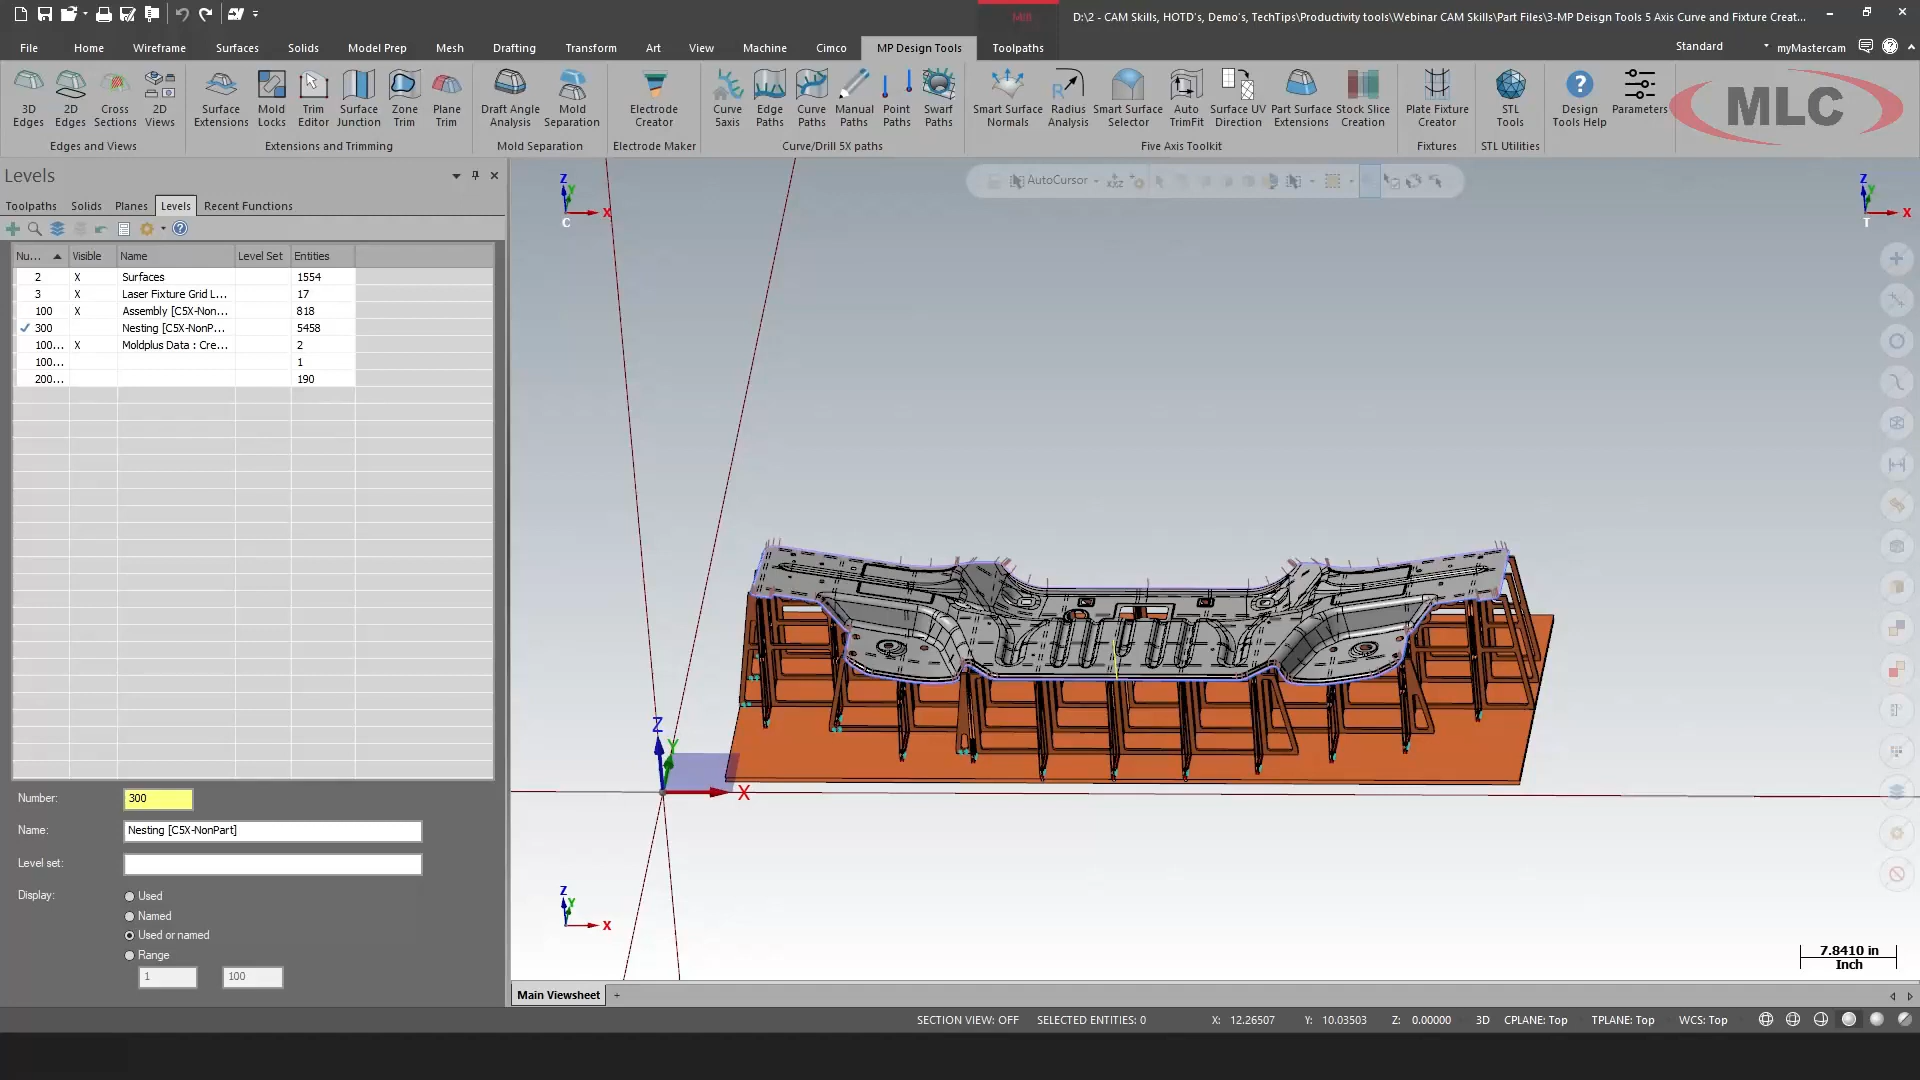 Mill
D:\2 - CAM Skills, HOTD's, Demo's, TechTips\Productivity tools\Webinar CAM Skills\Part Files\3-MP Deisgn Tools 5 Axis Curve and Fixture Creat...
File Home Wireframe Surfaces Solids Model Prep Mesh Drafting Transform Art View Machine Cimco MP Design Tools Toolpaths Standard myMastercam
3D Edges
2D Edges
Cross Sections
2D Views
Surface Extensions
Mold Locks
Trim Editor
Surface Junction
Zone Trim
Plane Trim
Draft Angle Analysis
Mold Separation
Electrode Creator
Curve 5axis
Edge Paths
Curve Paths
Manual Paths
Point Paths
Swarf Paths
Smart Surface Normals
Radius Analysis
Smart Surface Selector
Auto TrimFit
Surface UV Direction
Part Surface Extensions
Stock Slice Creation
Plate Fixture Creator
STL Tools
Design Tools Help
Parameters
MLC
Edges and Views
Extensions and Trimming
Mold Separation
Electrode Maker
Curve/Drill 5X paths
Five Axis Toolkit
Fixtures
STL Utilities
Levels
Toolpaths Solids Planes Levels Recent Functions
Nu... Visible Name Level Set Entities
2 X Surfaces 1554
3 X Laser Fixture Grid L... 17
100 X Assembly [C5X-Non... 818
300 Nesting [C5X-NonP... 5458
100... X Moldplus Data : Cre... 2
100... 1
200... 190
Number: 300
Name: Nesting [C5X-NonPart]
Level set:
Display:
Used
Named
Used or named
Range
1 100
AutoCursor
Z Y X C
Z Y X T
Z Y X
Z Y X
7.8410 in
Inch
Main Viewsheet +
SECTION VIEW: OFF SELECTED ENTITIES: 0 X: 12.26507 Y: 10.03503 Z: 0.00000 3D CPLANE: Top TPLANE: Top WCS: Top